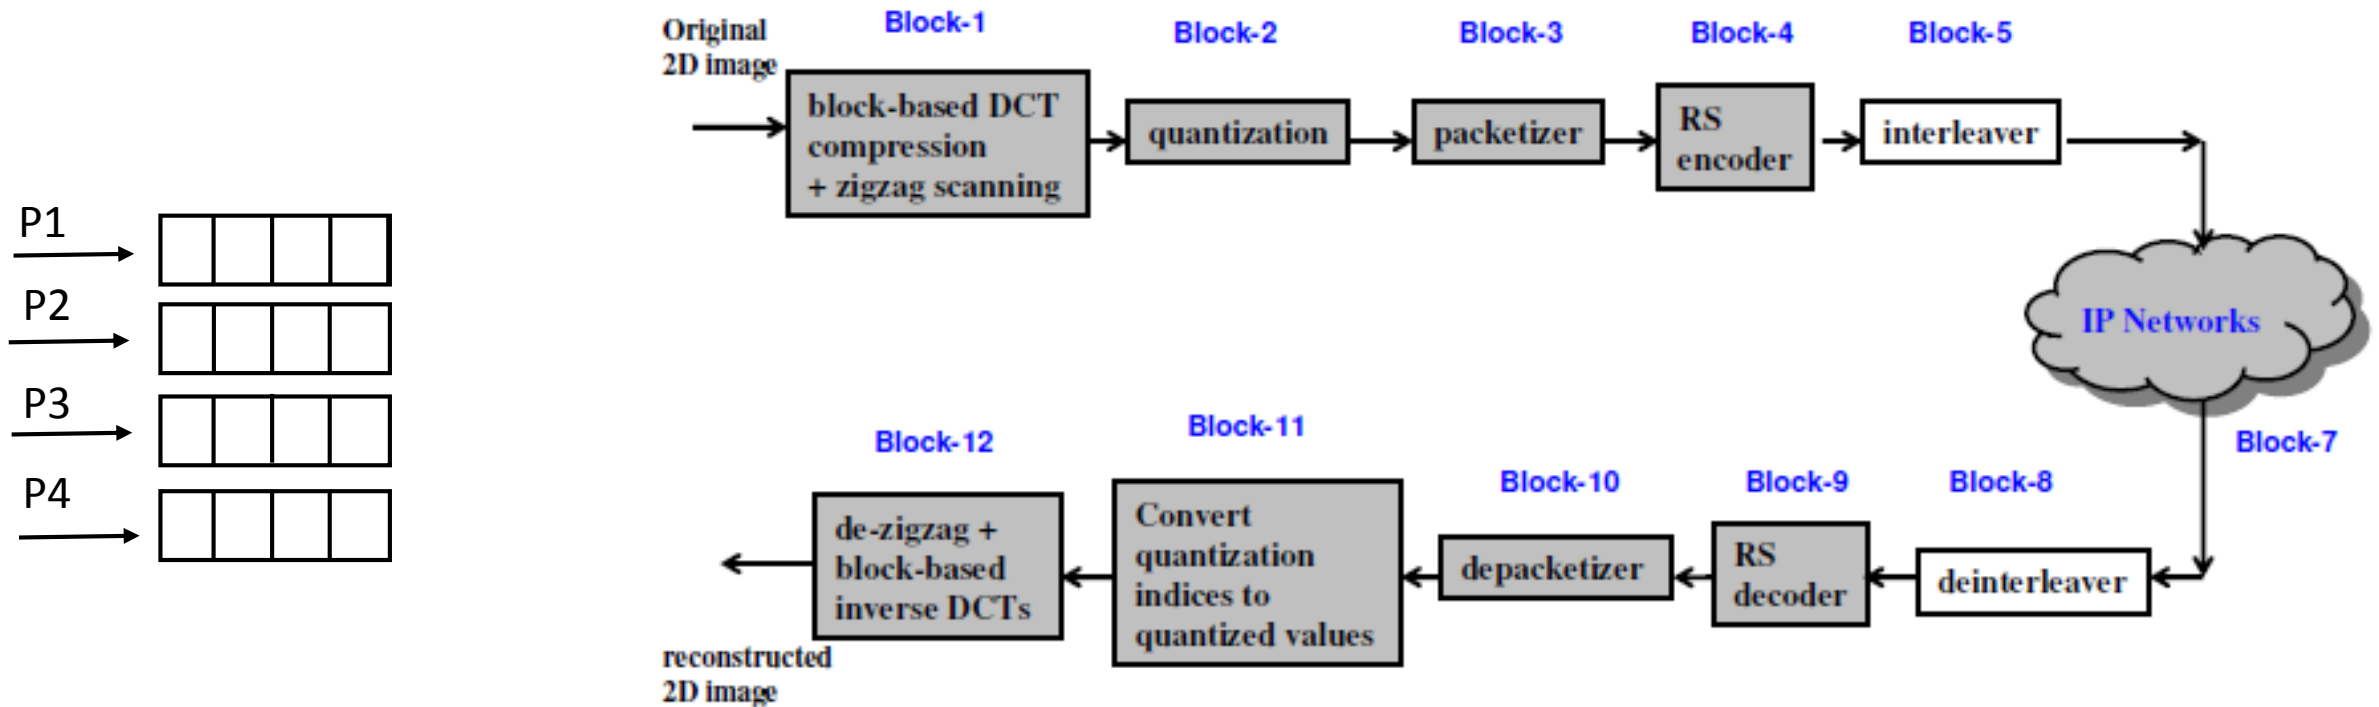 P1
P2
P3
P4
Original
2D image
Block-1
block-based DCT
compression
+ zigzag scanning
Block-2
quantization
Block-3
packetizer
Block-4
RS
encoder
Block-5
interleaver
IP Networks
Block-7
Block-8
deinterleaver
Block-9
RS
decoder
Block-10
depacketizer
Block-11
Convert
quantization
indices to
quantized values
Block-12
de-zigzag +
block-based
inverse DCTs
reconstructed
2D image